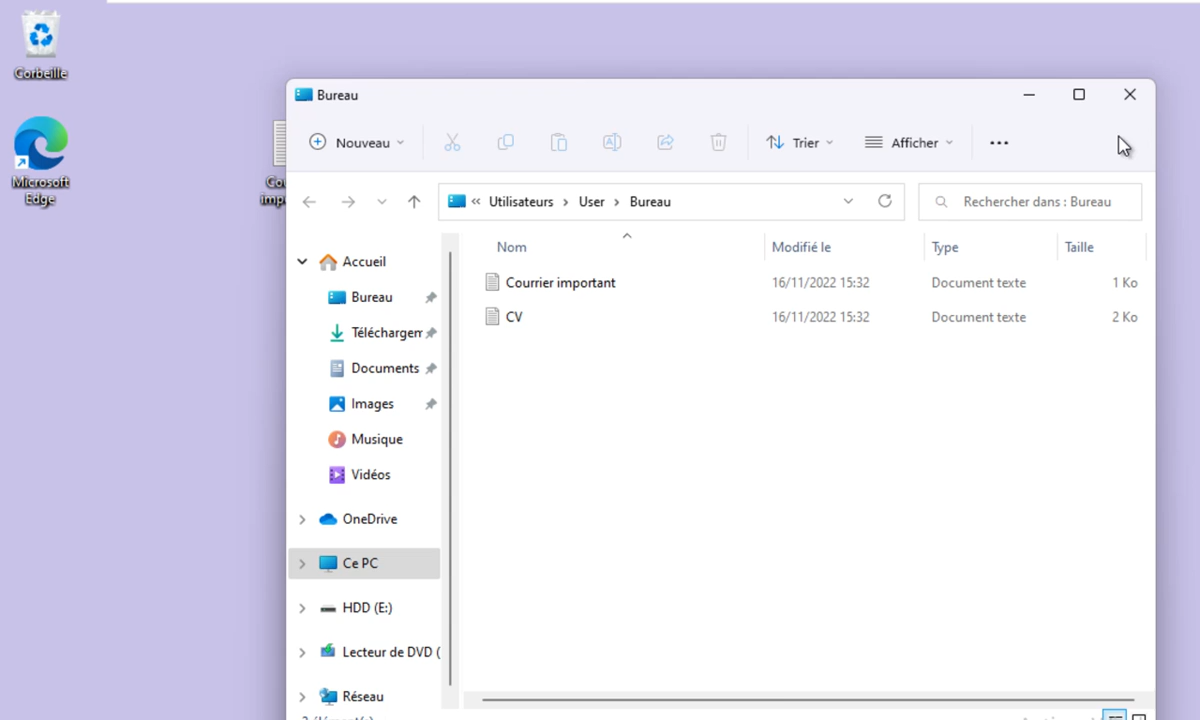 Corbeille
Microsoft
Edge
Cou
imp
Bureau
Nouveau
Trier
Afficher
Utilisateurs
User
Bureau
Rechercher dans : Bureau
Nom
Modifié le
Type
Taille
Courrier important
16/11/2022 15:32
Document texte
1 Ko
CV
16/11/2022 15:32
Document texte
2 Ko
Accueil
Bureau
Téléchargem
Documents
Images
Musique
Vidéos
OneDrive
Ce PC
HDD (E:)
Lecteur de DVD (
Réseau